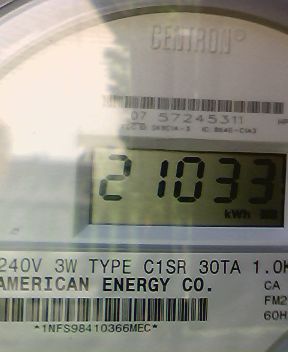 CENTRON®
07 57245311
21033
kWh
240V 3W TYPE C1SR 30TA 1.0K
AMERICAN ENERGY CO.
CA
FM2
60H
*1NFS98410366MEC*